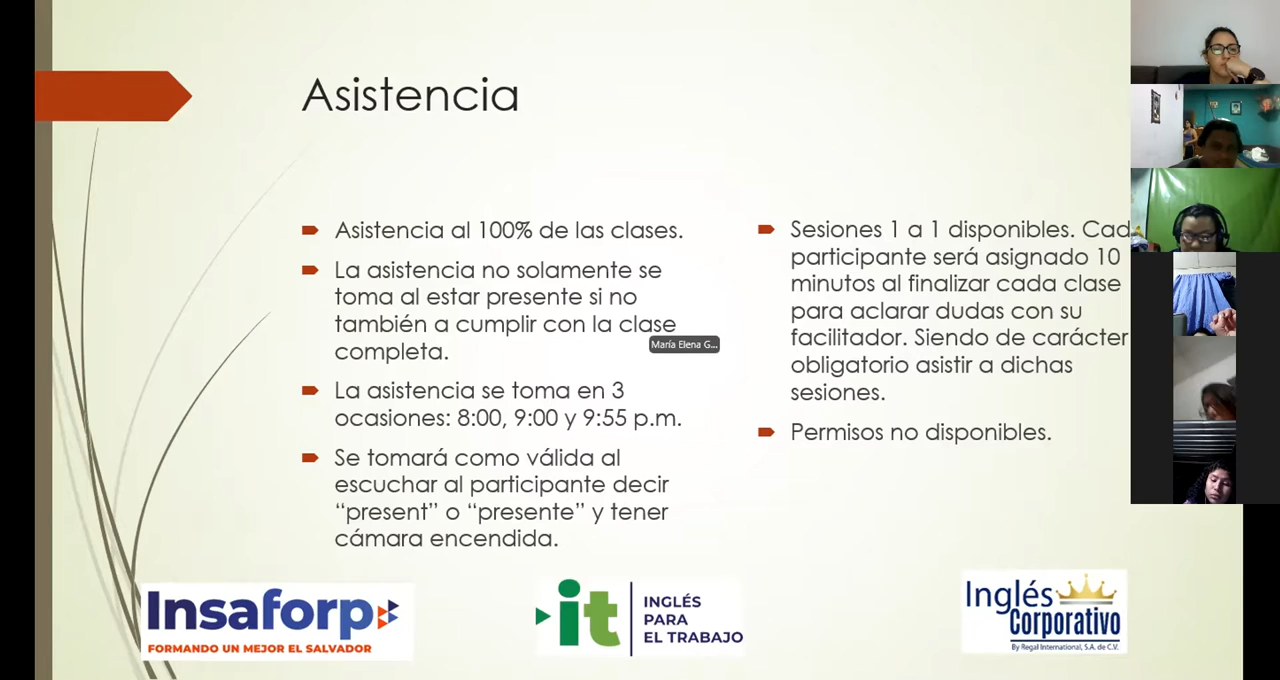 Asistencia
Asistencia al 100% de las clases.
La asistencia no solamente se
toma al estar presente si no
también a cumplir con la clase
completa.
María Elena G...
La asistencia se toma en 3
ocasiones: 8:00, 9:00 y 9:55 p.m.
Se tomará como válida al
escuchar al participante decir
“present” o “presente” y tener
cámara encendida.
Sesiones 1 a 1 disponibles. Cad
participante será asignado 10
minutos al finalizar cada clase
para aclarar dudas con su
facilitador. Siendo de carácter
obligatorio asistir a dichas
sesiones.
Permisos no disponibles.
Insaforp
FORMANDO UN MEJOR EL SALVADOR
it
INGLÉS
PARA
EL TRABAJO
Inglés
Corporativo
By Regal International, S.A. de C.V.